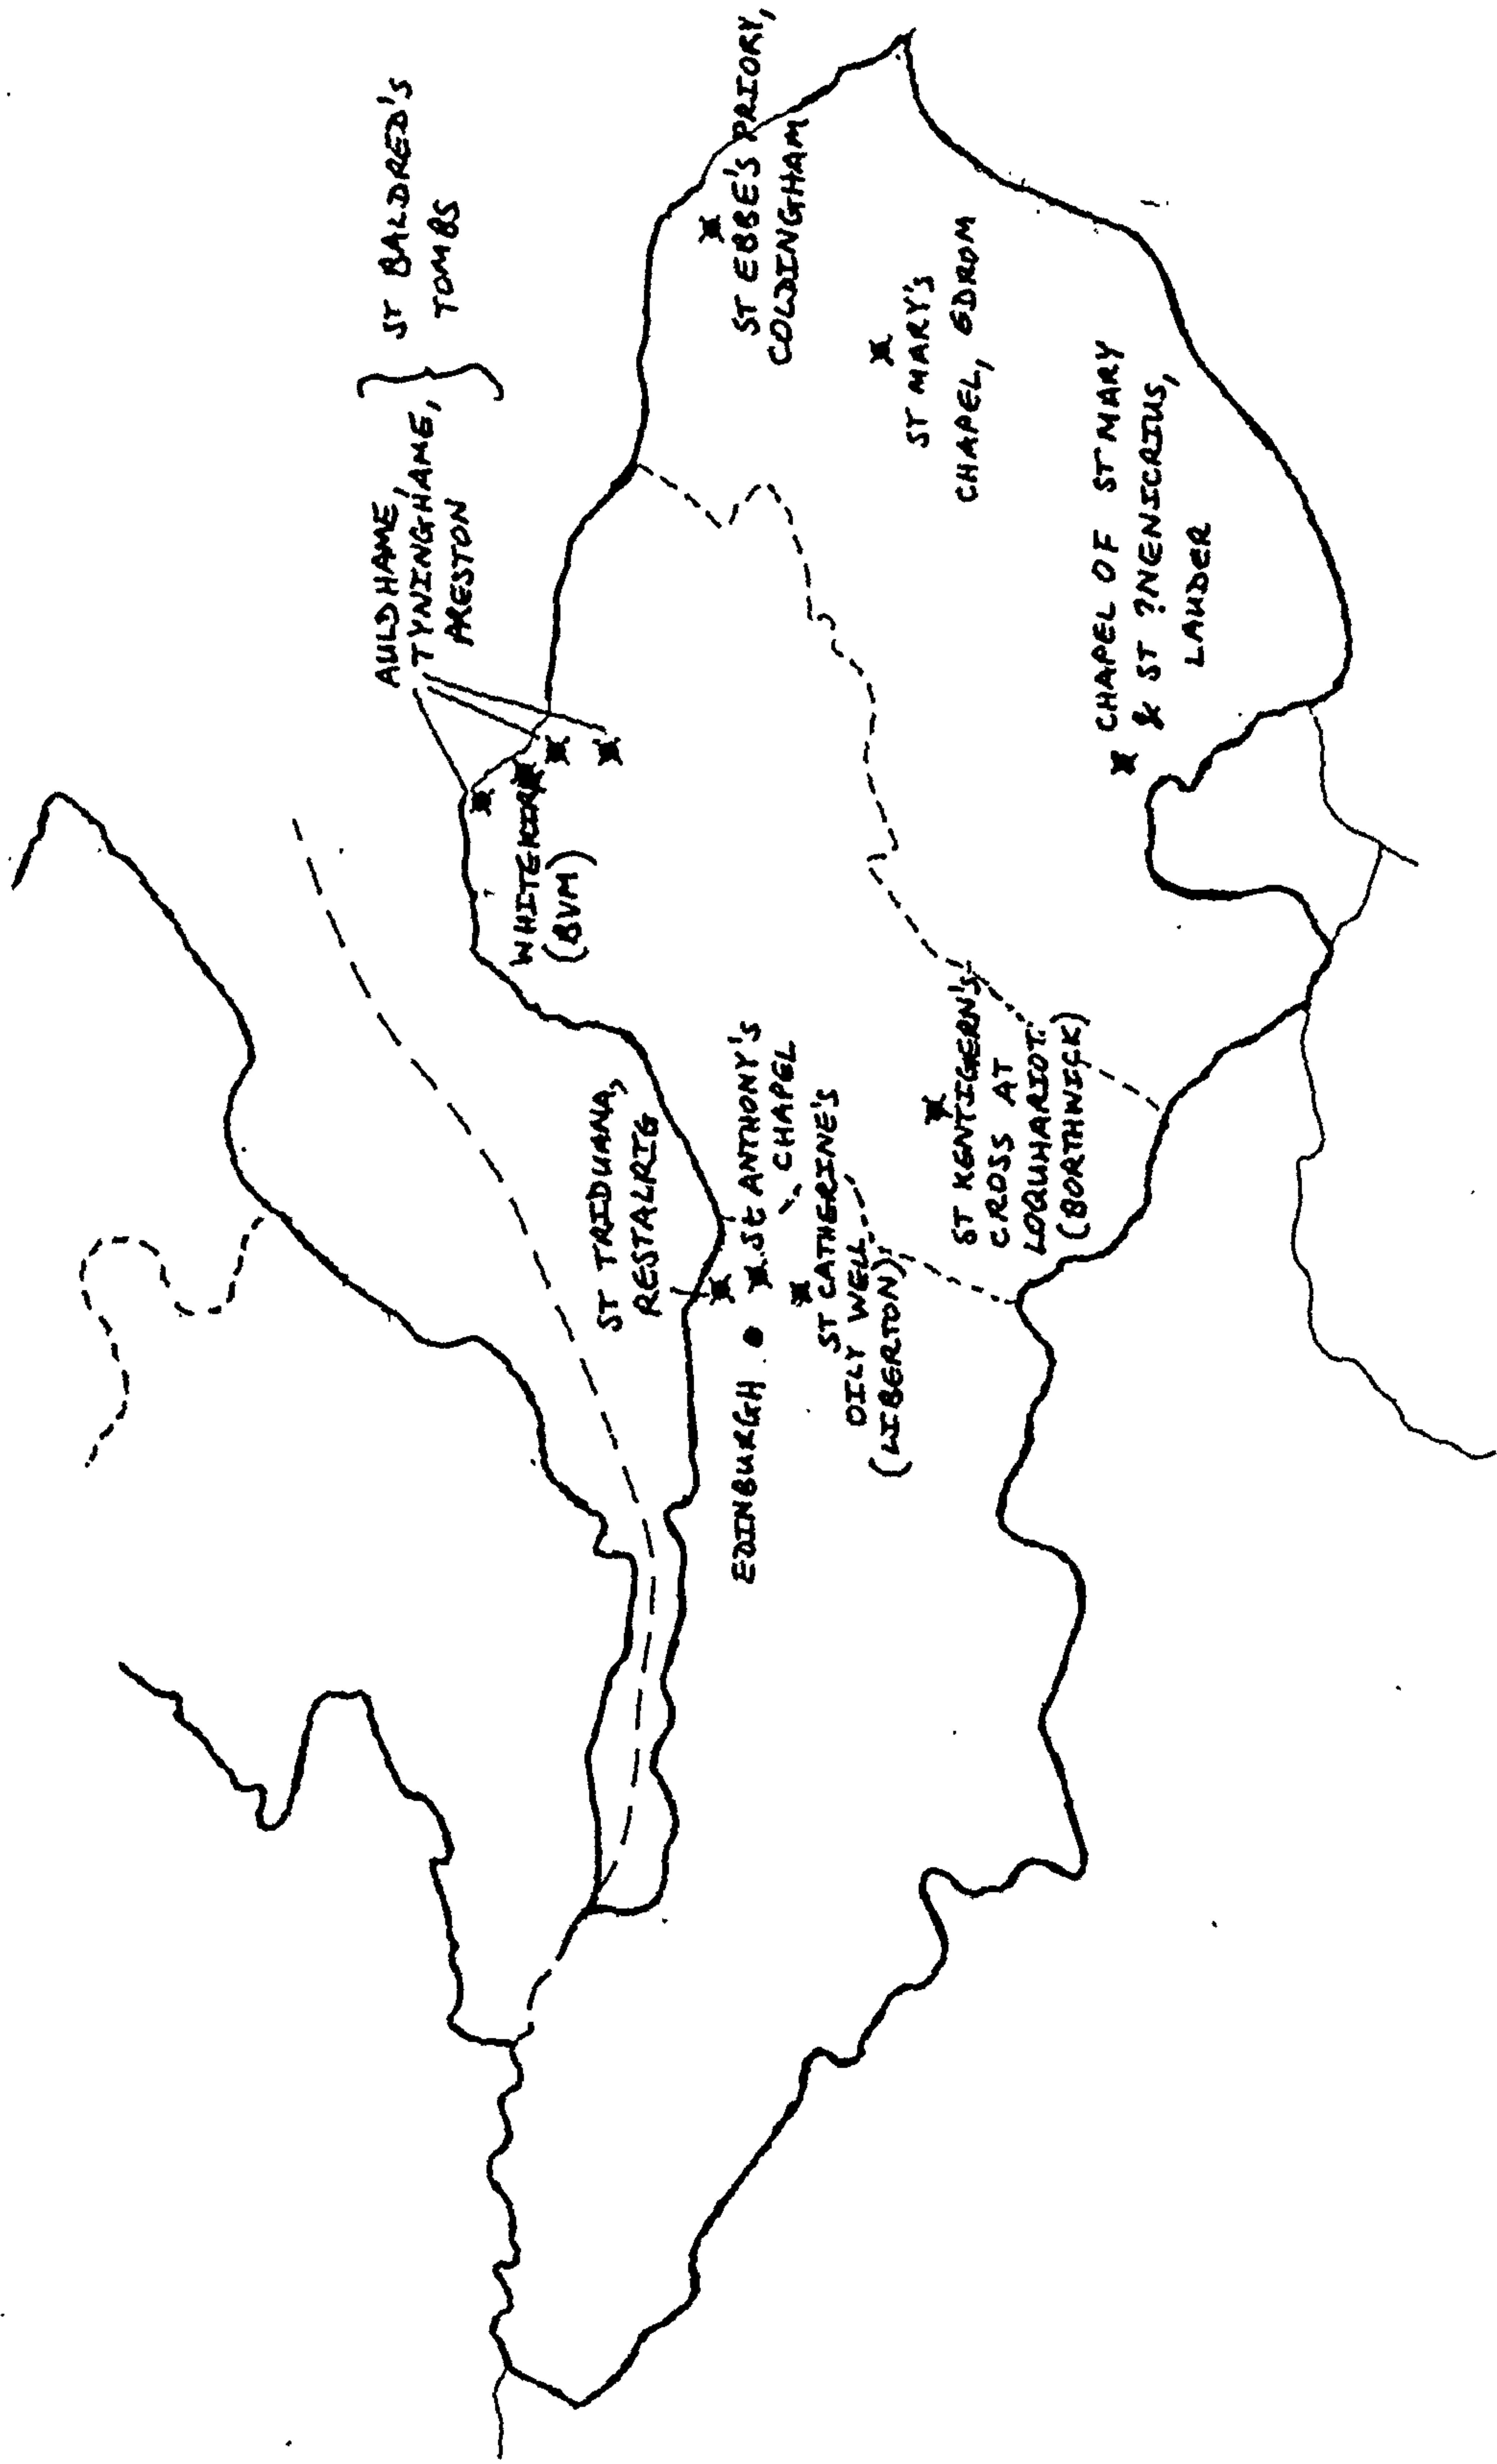 AULDHAME,
TYNINGHAME,
PRESTON
ST BALDRED'S
TOMBS
WHITEKIRK
(BVM)
ST TRIDUANA,
RESTALRIG
EDINBURGH
St ANTHONY'S
CHAPEL
ST CATHERINE'S
OILY WELL
(LIBERTON)
ST KENTIGERN'S
CROSS AT
LOQUHARIOT
(BORTHWICK)
ST EBBE'S PRIORY,
COLDINGHAM
ST MARY'S
CHAPEL, EDROM
CHAPEL OF ST MARY
& ST ?NENICRIUS,
LAUDER